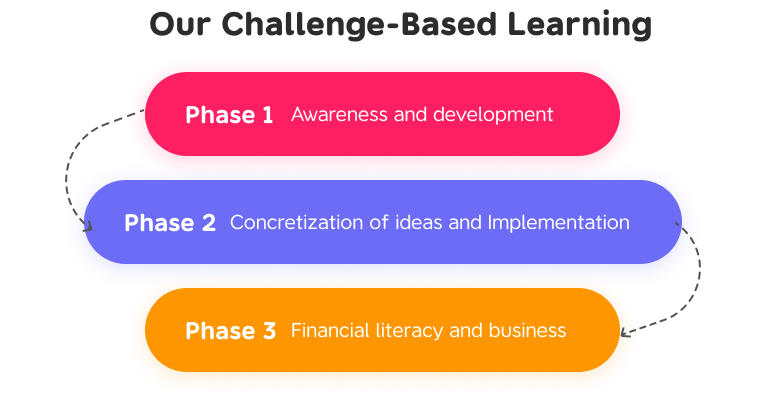 Our Challenge-Based Learning
Phase 1 Awareness and development
Phase 2 Concretization of ideas and Implementation
Phase 3 Financial literacy and business